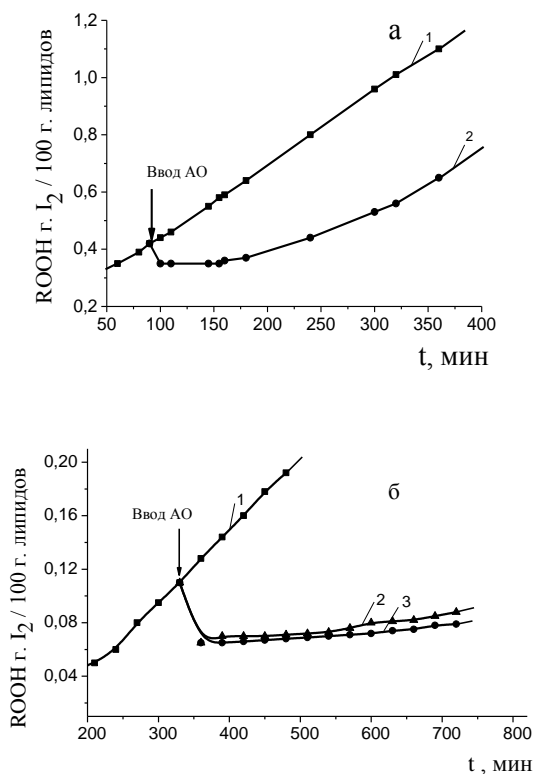 а
1
1,2
1,0
0,8
0,6
0,4
0,2
ROOH г. I2 / 100 г. липидов
Ввод АО
2
50 100 150 200 250 300 350 400
t, мин
б
1
0,20
0,16
0,12
0,08
0,04
ROOH г. I2 / 100 г. липидов
Ввод АО
2
3
200 300 400 500 600 700 800
t , мин